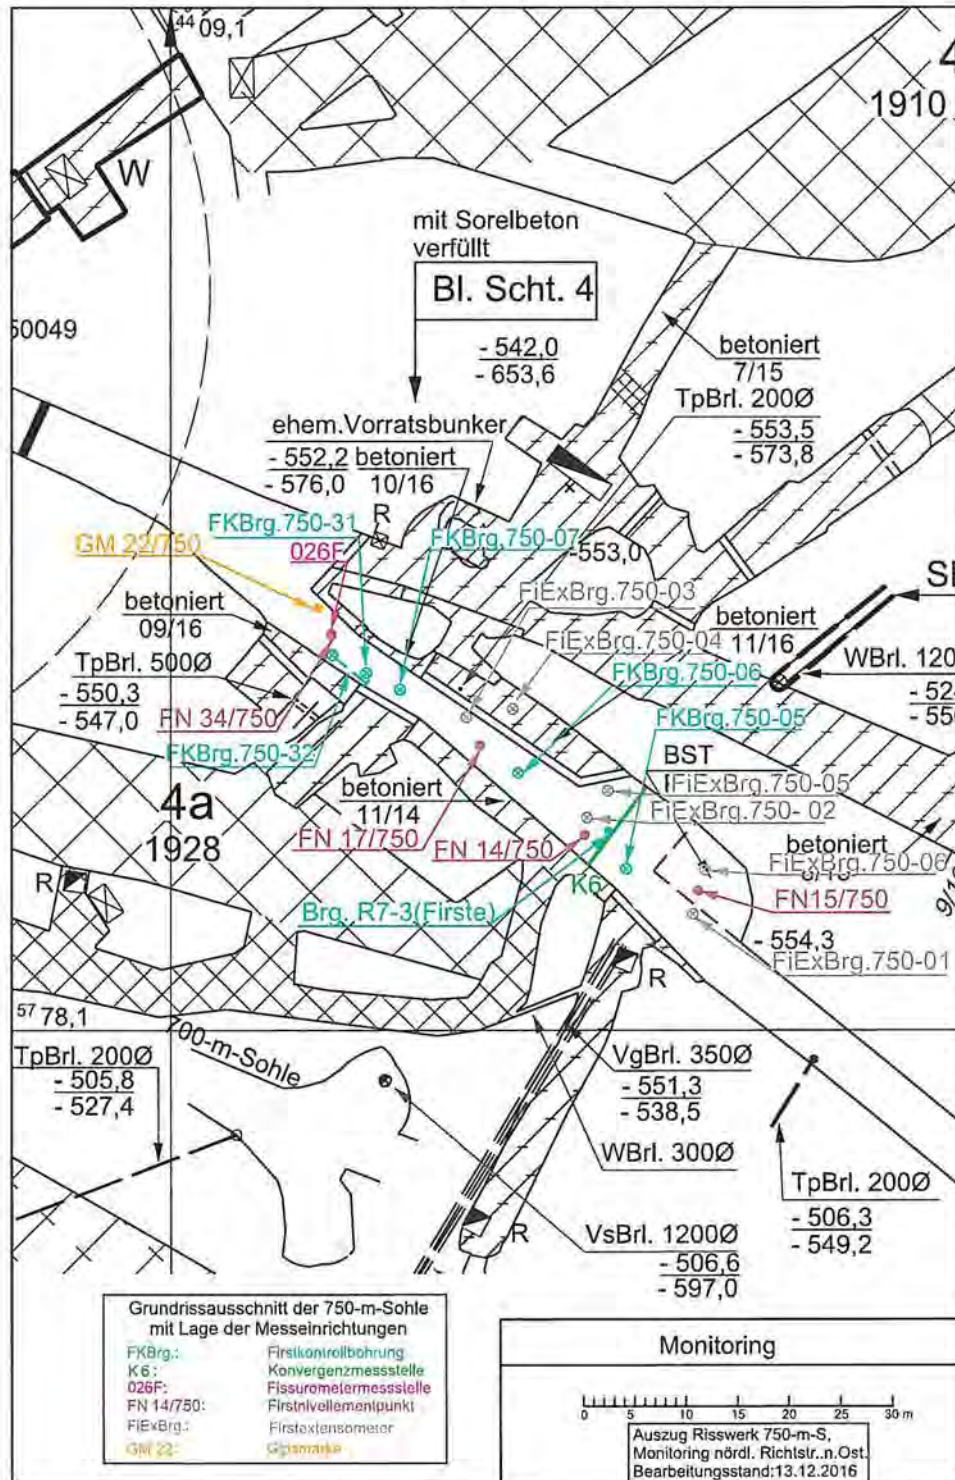 44 09,1
1910
W
mit Sorelbeton
verfüllt
Bl. Scht. 4
50049
- 542,0
- 653,6
betoniert
7/15
TpBrl. 200Ø
- 553,5
- 573,8
ehem.Vorratsbunker
- 552,2
- 576,0
betoniert
10/16
R
FKBrg.750-31
FKBrg.750-07
-553,0
GM 22/750
026F
FiExBrg.750-03
betoniert
09/16
FiExBrg.750-04
betoniert
11/16
WBrl. 120
TpBrl. 500Ø
- 550,3
- 547,0
FKBrg.750-06
FN 34/750
FKBrg.750-05
FKBrg.750-32
BST
FiExBrg.750-05
4a
1928
betoniert
11/14
FiExBrg.750- 02
FN 17/750
FN 14/750
betoniert
FiExBrg.750-06
R
K6
FN15/750
Brg. R7-3(Firste)
- 554,3
FiExBrg.750-01
R
57 78,1
700-m-Sohle
TpBrl. 200Ø
- 505,8
- 527,4
VgBrl. 350Ø
- 551,3
- 538,5
WBrl. 300Ø
TpBrl. 200Ø
- 506,3
- 549,2
R
VsBrl. 1200Ø
- 506,6
- 597,0
Grundrissausschnitt der 750-m-Sohle
mit Lage der Messeinrichtungen
FKBrg.: Firstkontrollbohrung
K6: Konvergenzmessstelle
026F: Fissurometermessstelle
FN 14/750: Firstnivellementpunkt
FiExBrg.: Firstextensometer
GM 22: Gipsmarke
Monitoring
0 5 10 15 20 25 30 m
Auszug Risswerk 750-m-S,
Monitoring nördl. Richtstr..n.Ost.
Bearbeitungsstand:13.12.2016